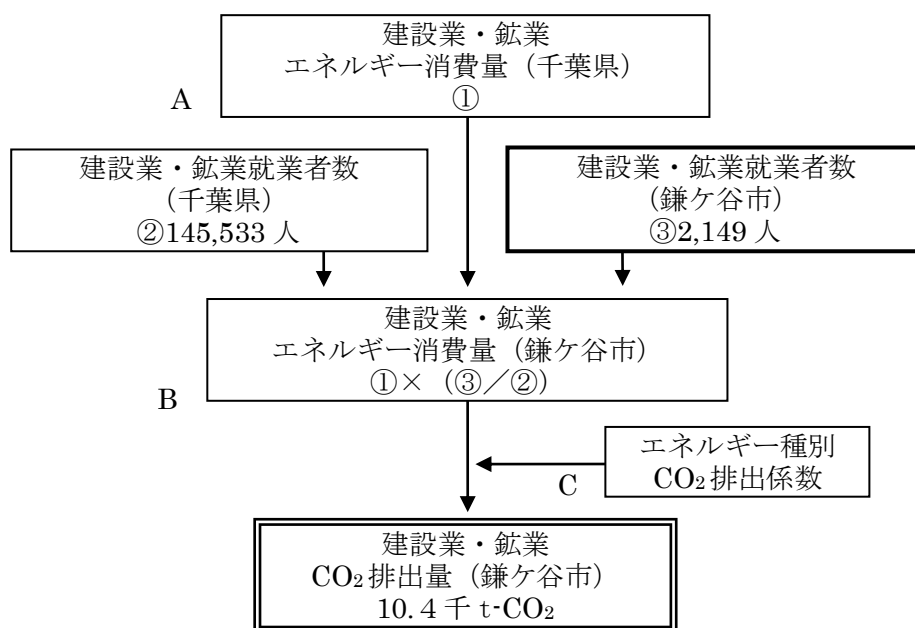 建設業・鉱業
エネルギー消費量（千葉県）
①
A
建設業・鉱業就業者数
（千葉県）
②145,533 人
建設業・鉱業就業者数
（鎌ケ谷市）
③2,149 人
建設業・鉱業
エネルギー消費量（鎌ケ谷市）
①×（③／②）
B
エネルギー種別
CO₂排出係数
C
建設業・鉱業
CO₂排出量（鎌ケ谷市）
10.4 千 t-CO₂